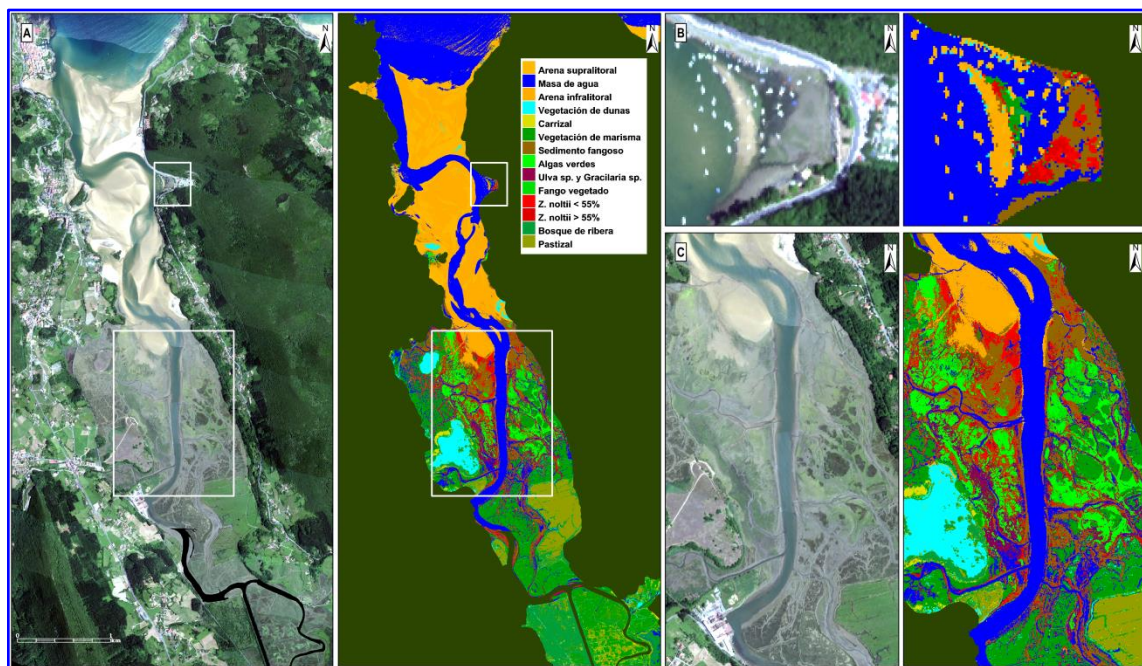 A
N
N
Arena supralitoral
Masa de agua
Arena infralitoral
Vegetación de dunas
Carrizal
Vegetación de marisma
Sedimento fangoso
Algas verdes
Ulva sp. y Gracilaria sp.
Fango vegetado
Z. noltii < 55%
Z. noltii > 55%
Bosque de ribera
Pastizal
B
N
N
C
N
N
0